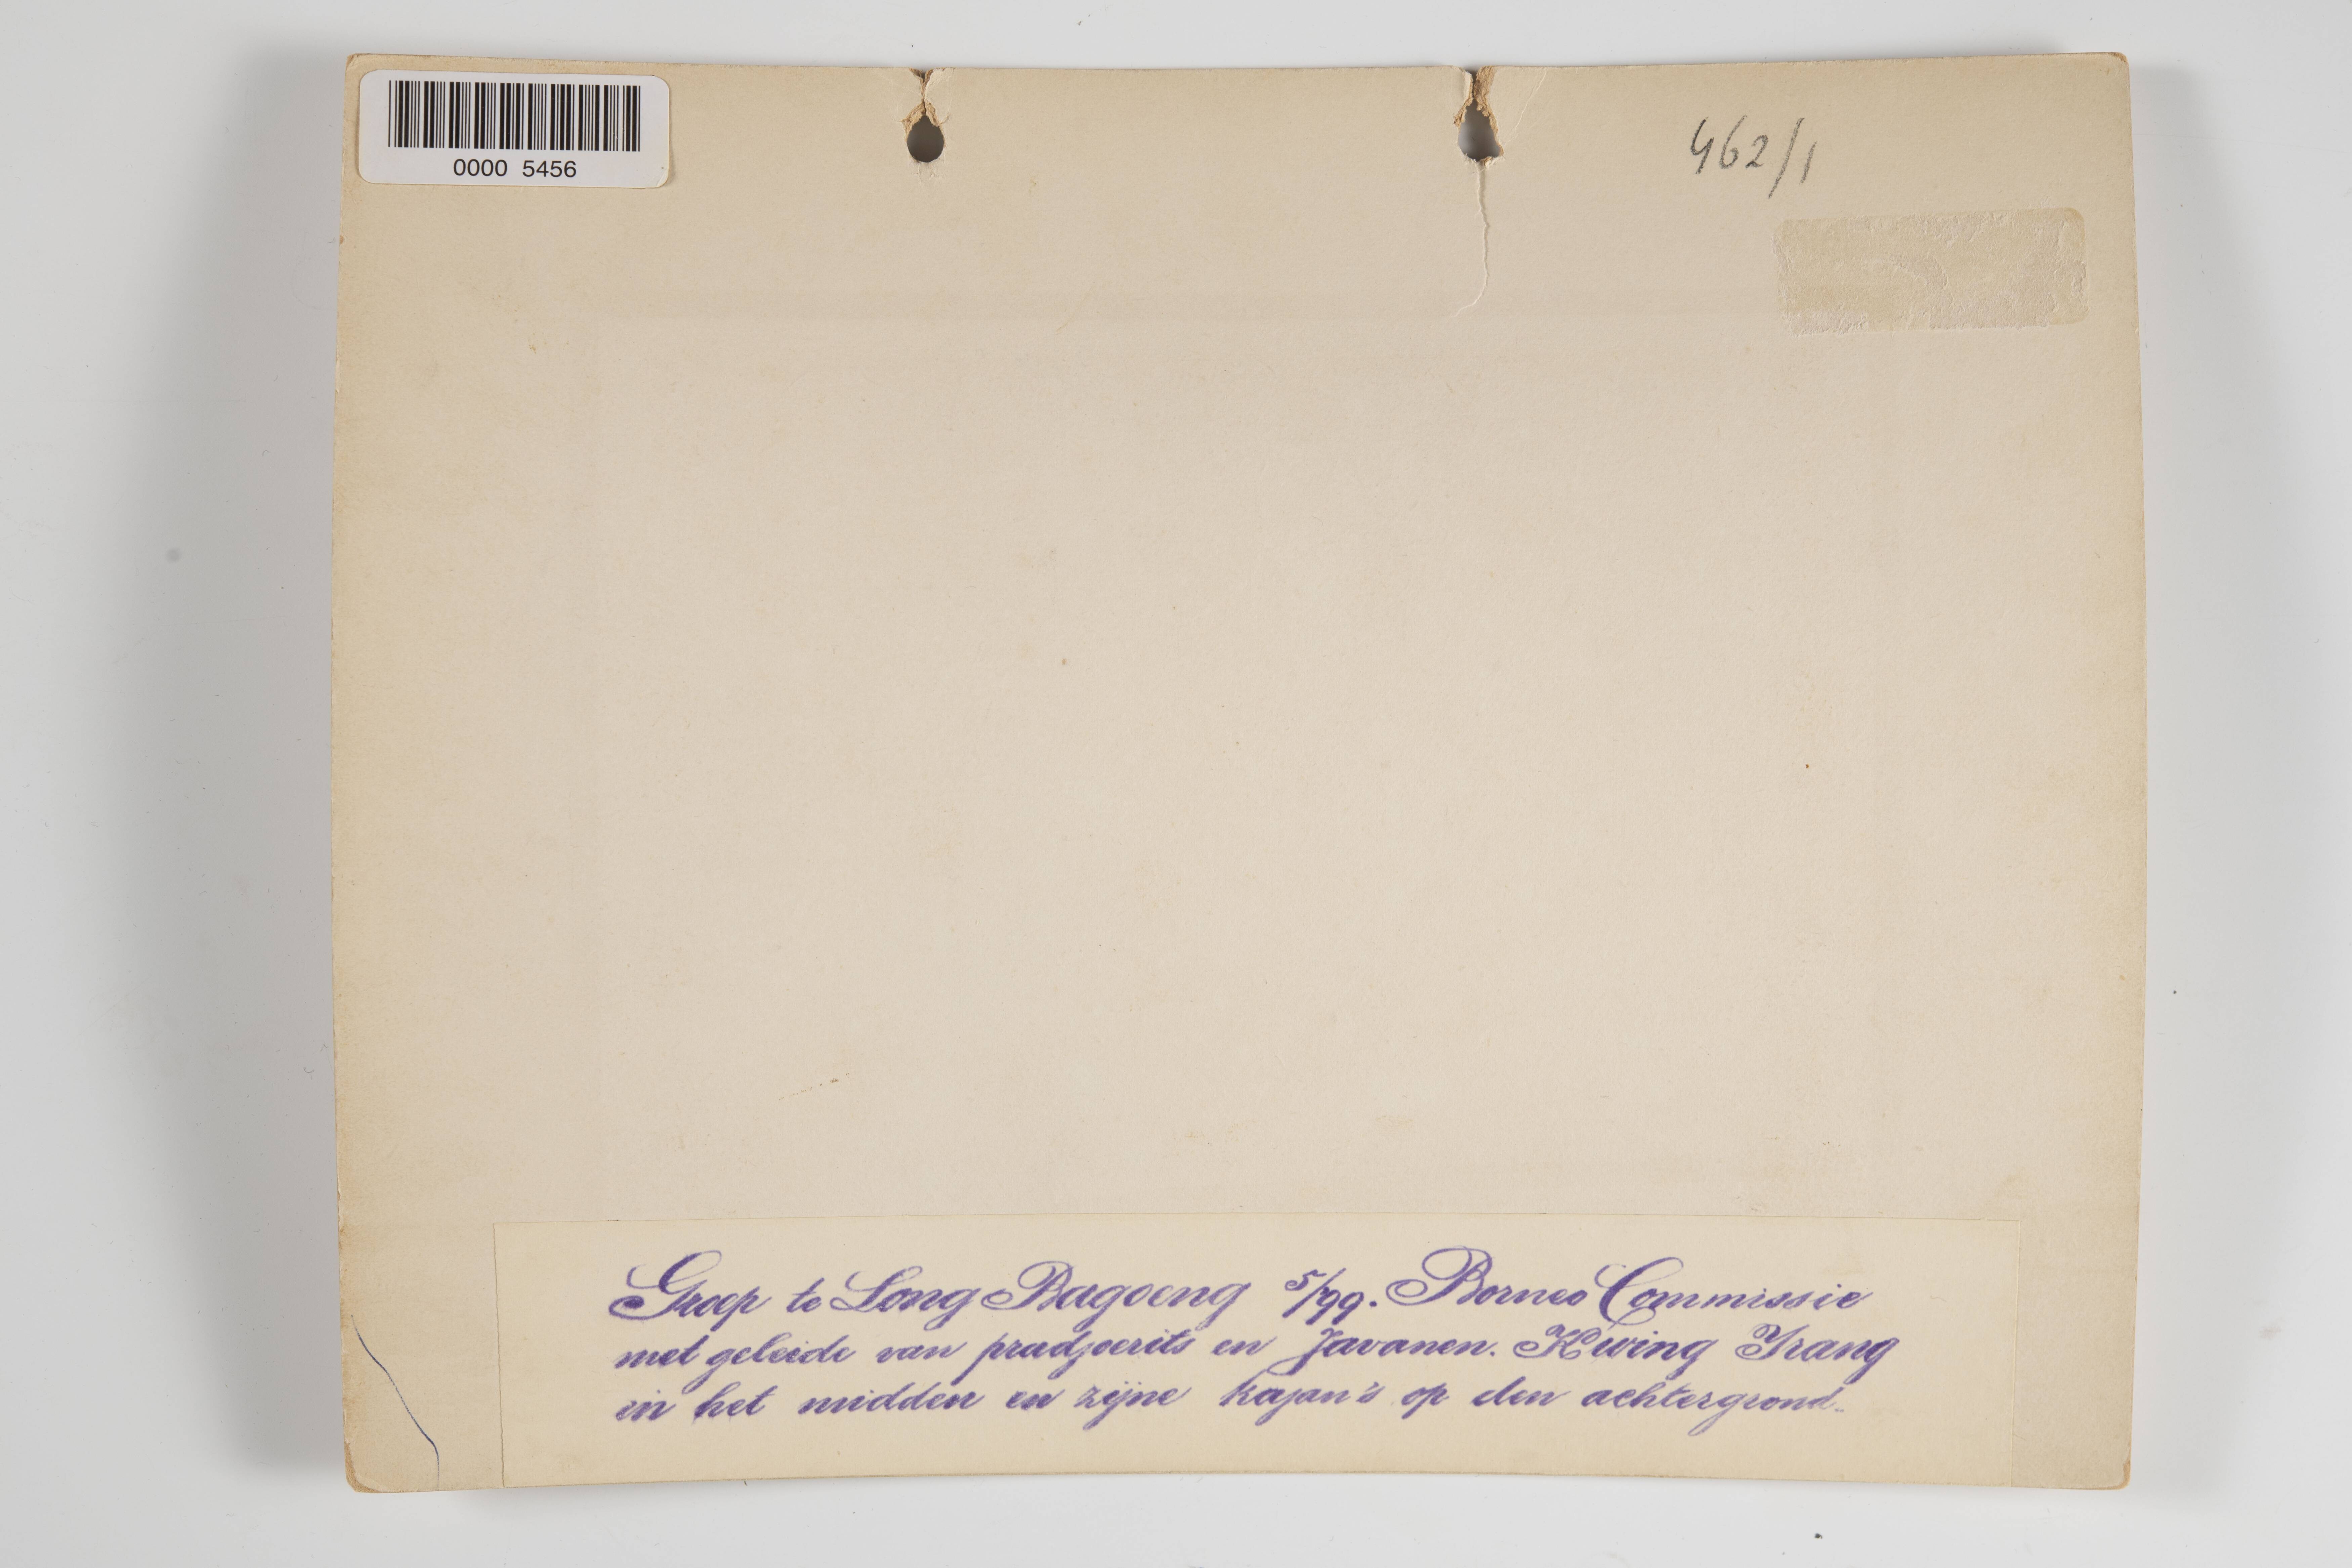 0000 5456
462/1
Groep te Long Bagoeng 5/99. Borneo Commissie
met geleide van pradjoerits en Javanen. Kwing Irang
in het midden en zijne kajan's op den achtergrond.